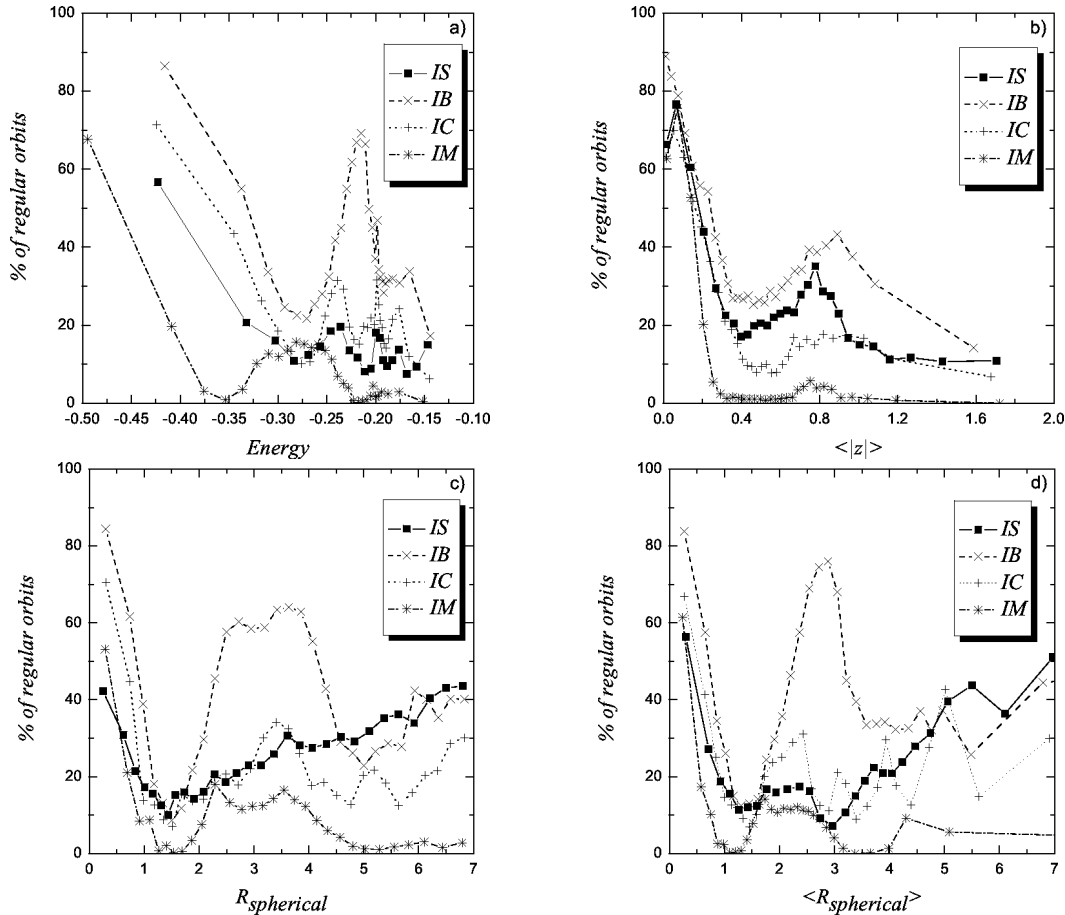 a)
IS
IB
IC
IM
% of regular orbits
100
80
60
40
20
0
-0.50 -0.45 -0.40 -0.35 -0.30 -0.25 -0.20 -0.15 -0.10
Energy
b)
IS
IB
IC
IM
% of regular orbits
100
80
60
40
20
0
0.0 0.4 0.8 1.2 1.6 2.0
<|z|>
c)
IS
IB
IC
IM
% of regular orbits
100
80
60
40
20
0
0 1 2 3 4 5 6 7
R_spherical
d)
IS
IB
IC
IM
% of regular orbits
100
80
60
40
20
0
0 1 2 3 4 5 6 7
<R_spherical>